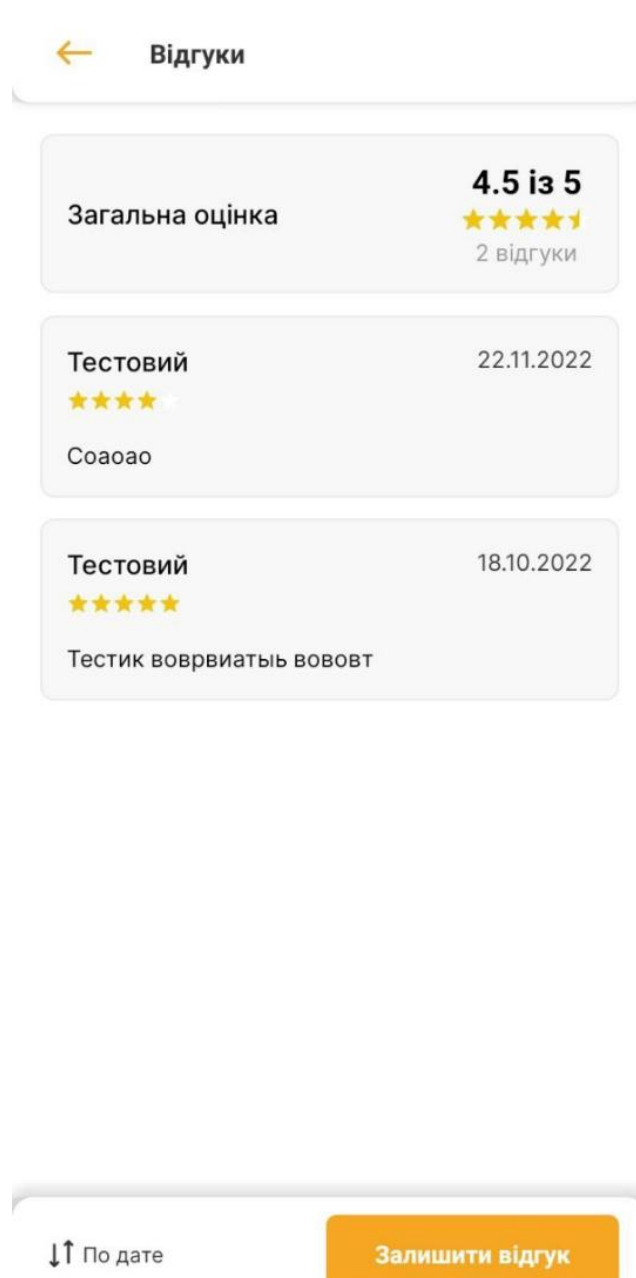 Відгуки
Загальна оцінка
4.5 із 5
2 відгуки
Тестовий
22.11.2022
Соаоао
Тестовий
18.10.2022
Тестик воврвиатыь вововт
По дате
Залишити відгук